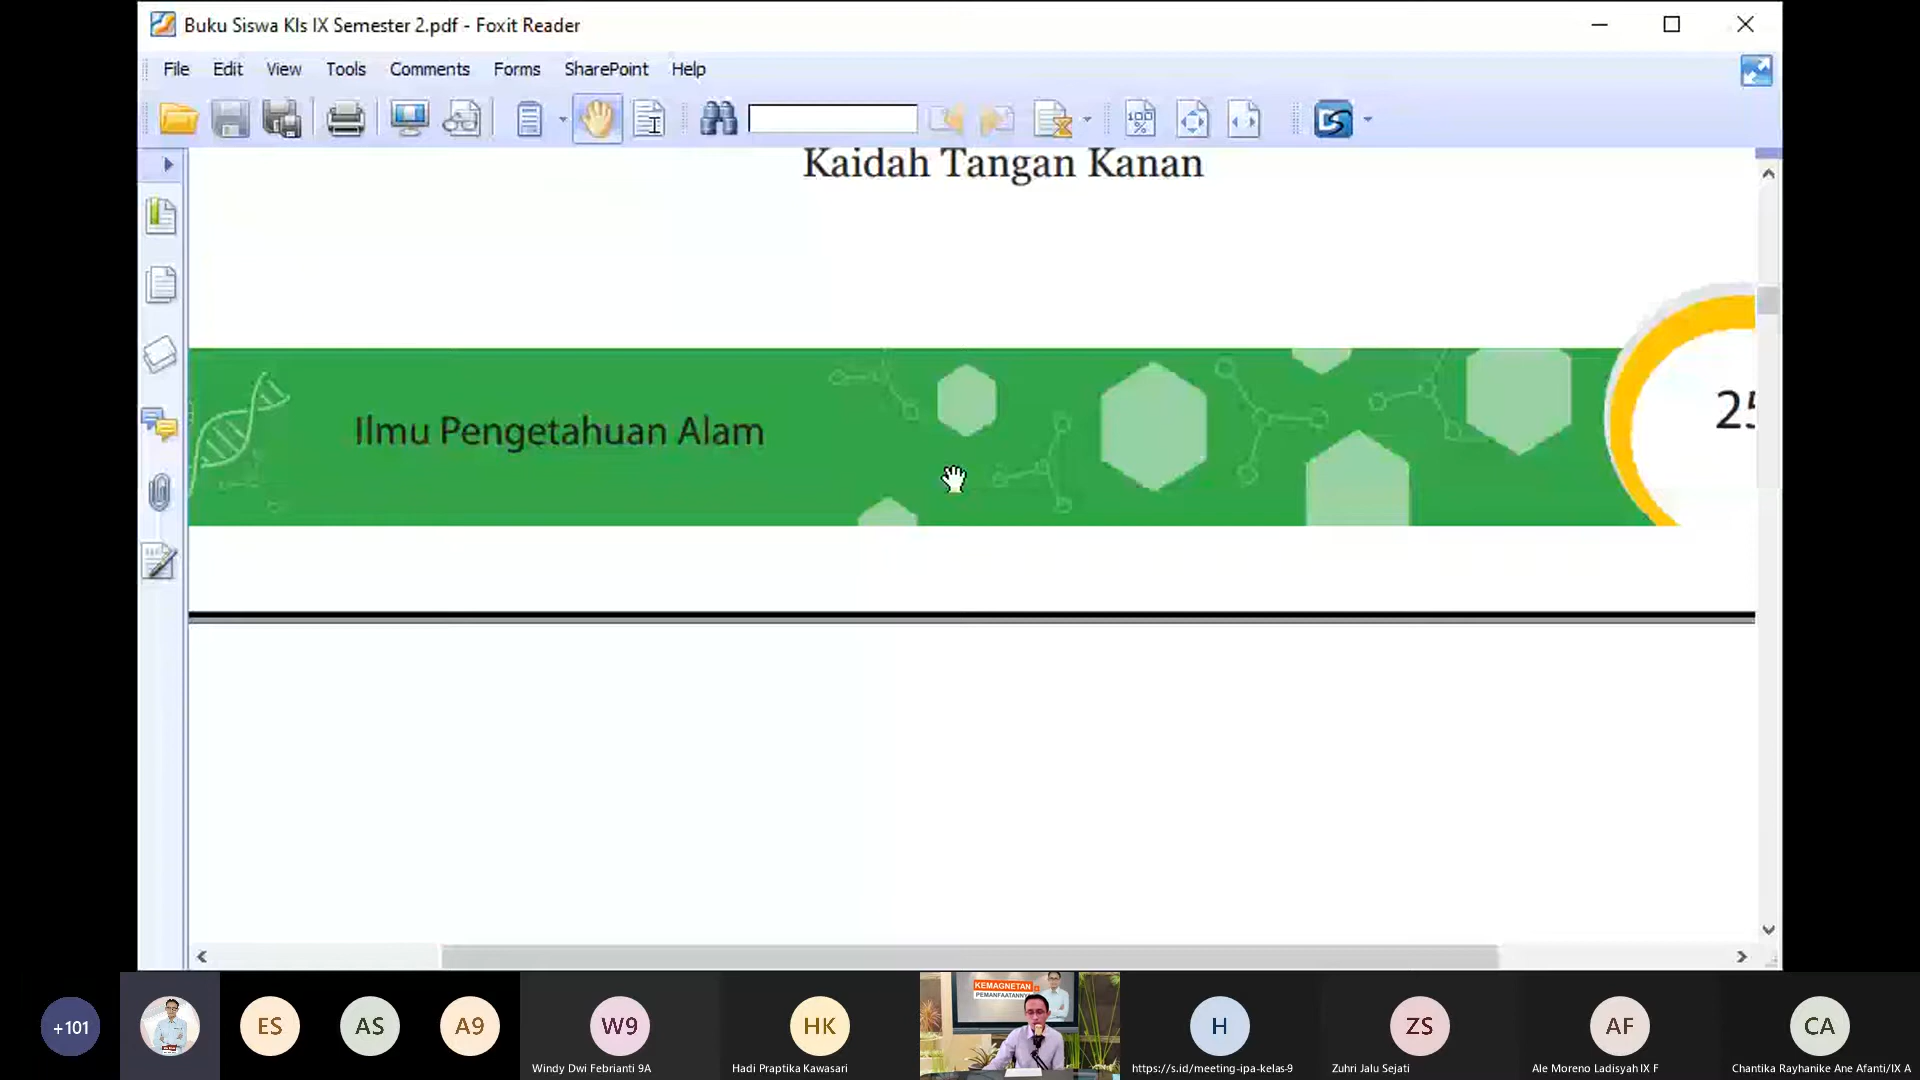 Buku Siswa Kls IX Semester 2.pdf - Foxit Reader
File Edit View Tools Comments Forms SharePoint Help
Kaidah Tangan Kanan
Ilmu Pengetahuan Alam
25
KEMAGNETAN
+101
ES
AS
A9
W9
Windy Dwi Febrianti 9A
HK
Hadi Praptika Kawasari
H
https://s.id/meeting-ipa-kelas-9
ZS
Zuhri Jalu Sejati
AF
Ale Moreno Ladisyah IX F
CA
Chantika Rayhanike Ane Afanti/IX A